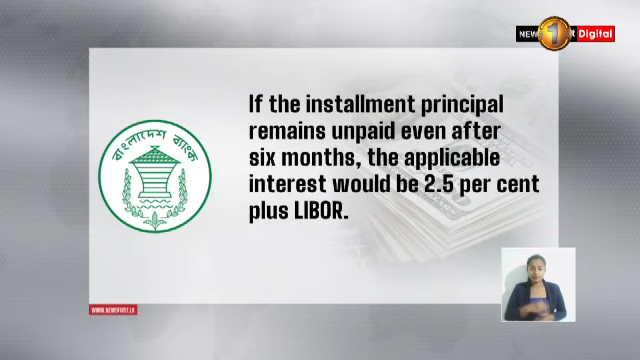 NEWS 1st Digital
If the installment principal
remains unpaid even after
six months, the applicable
interest would be 2.5 per cent
plus LIBOR.
বাংলাদেশ ব্যাংক
WWW.NEWSFIRST.LK